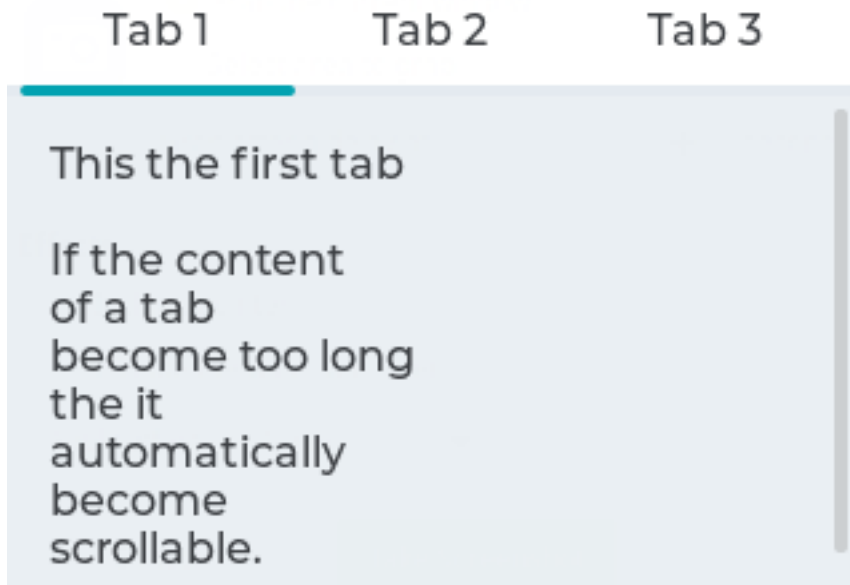 Tab 1 Tab 2 Tab 3
This the first tab
If the content
of a tab
become too long
the it
automatically
become
scrollable.